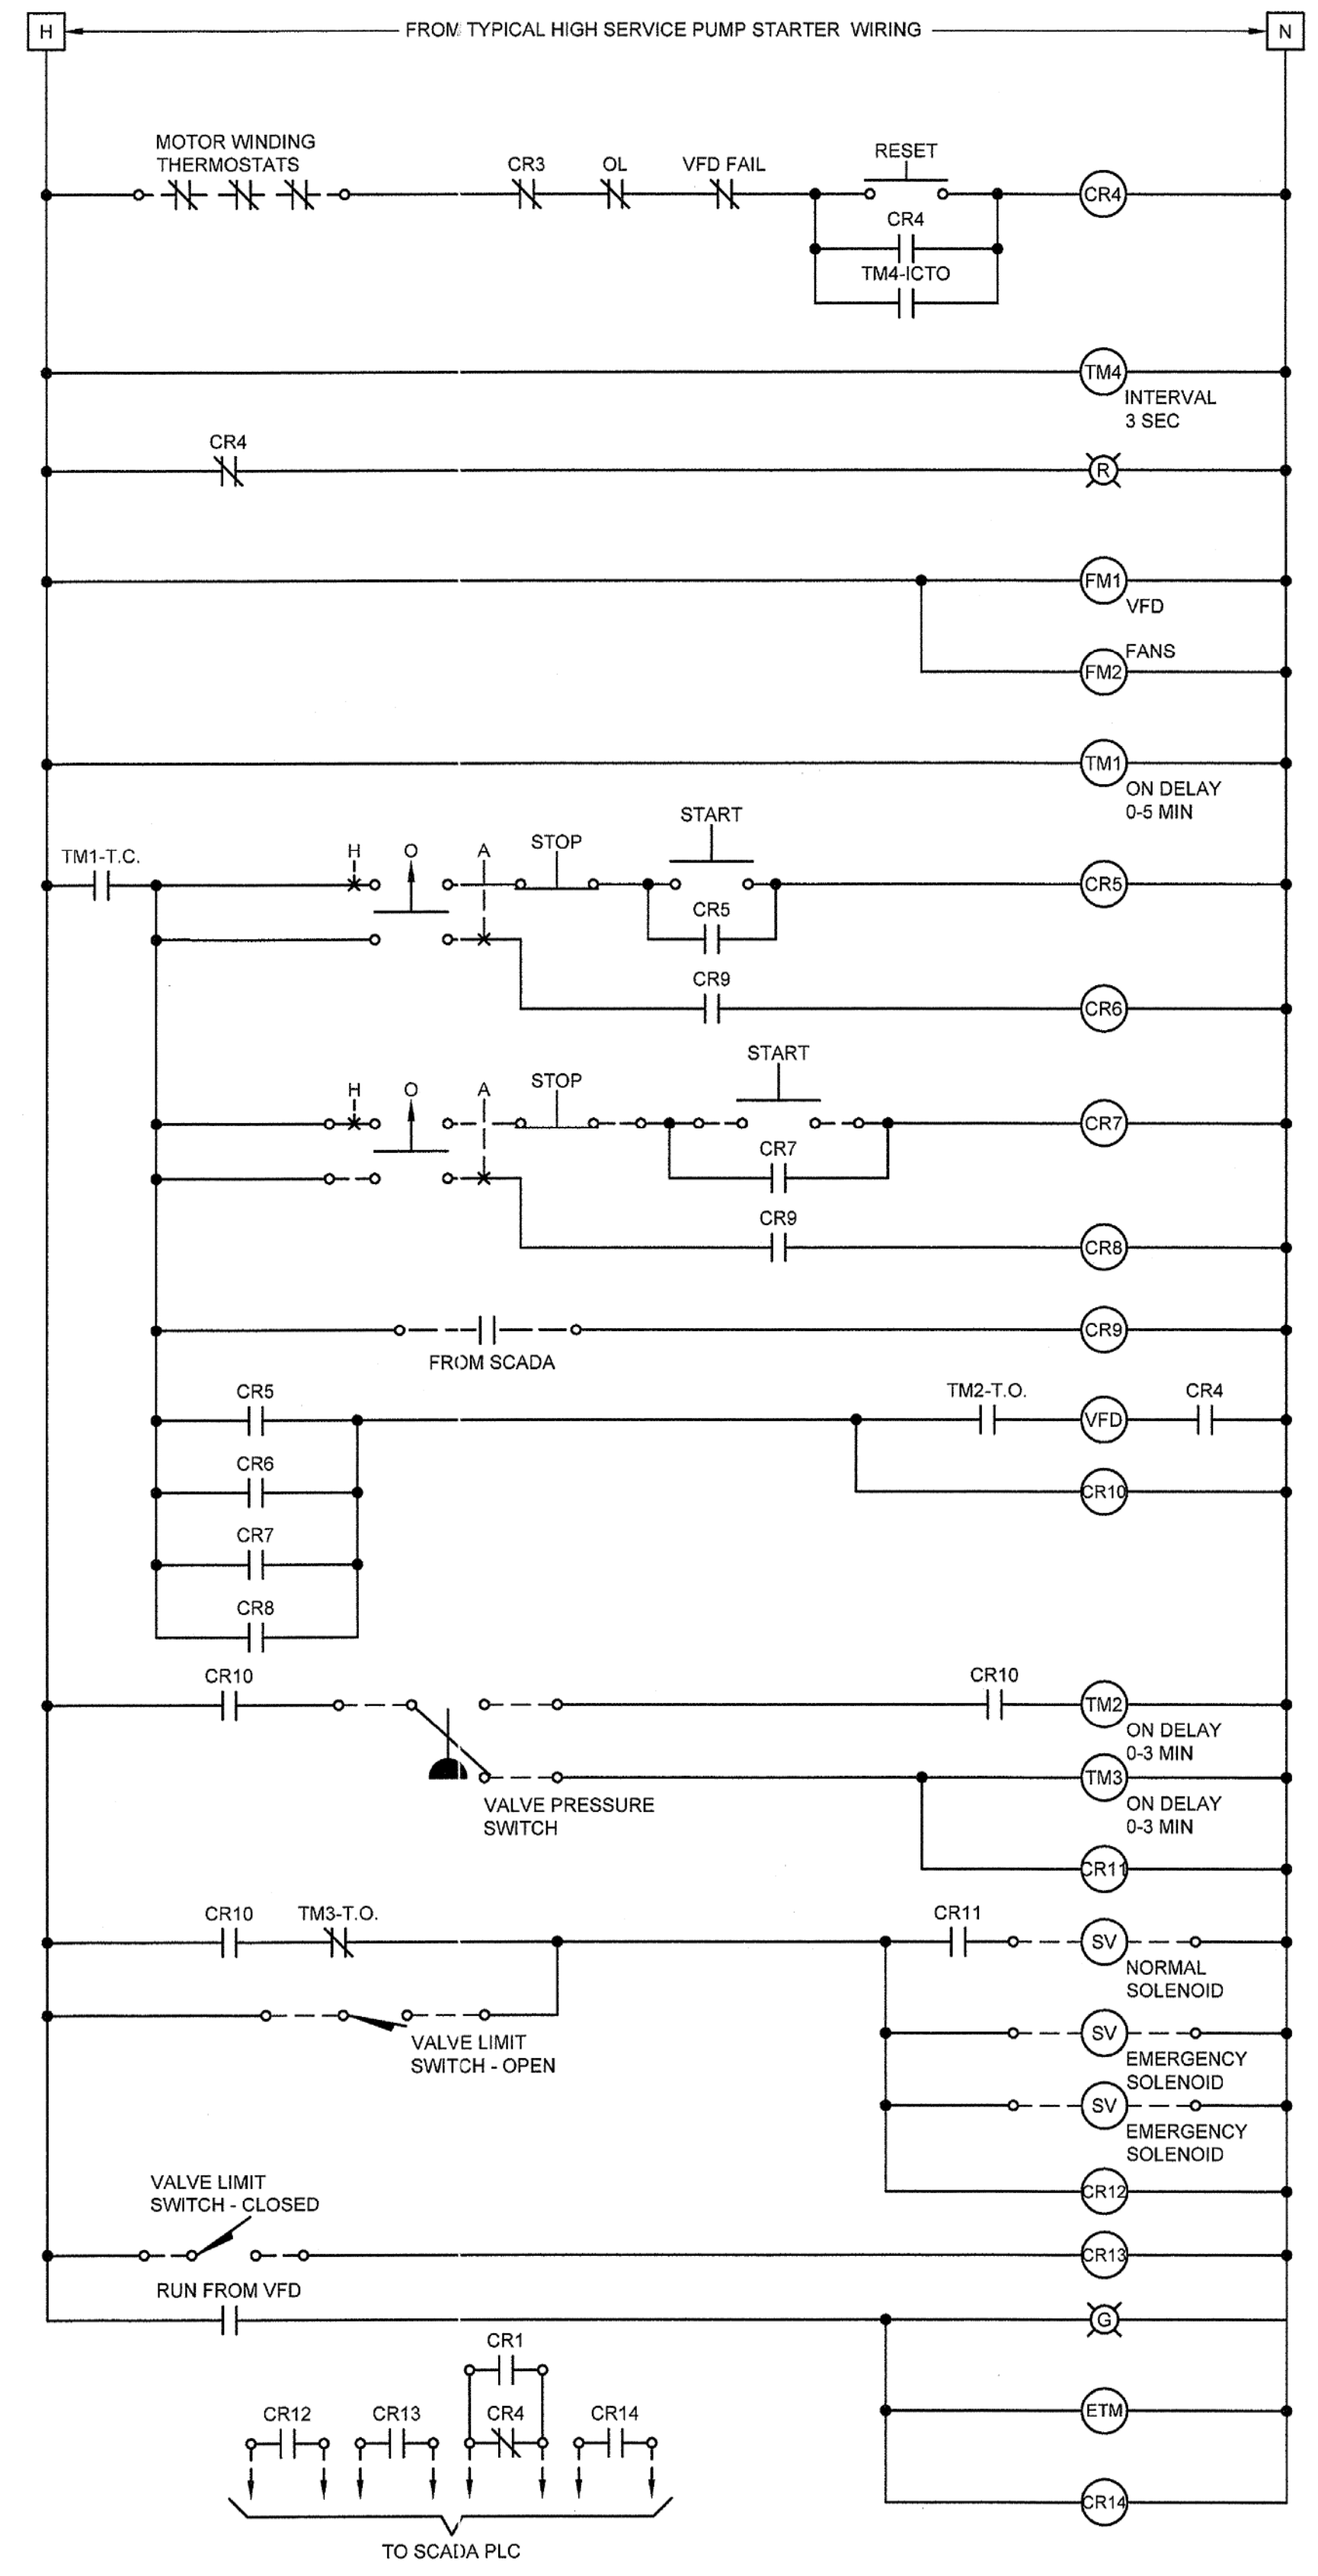 H
FROM TYPICAL HIGH SERVICE PUMP STARTER WIRING
N
MOTOR WINDING
THERMOSTATS
CR3
OL
VFD FAIL
RESET
CR4
CR4
TM4-ICTO
TM4
INTERVAL
3 SEC
CR4
R
FM1
VFD
FANS
FM2
TM1
ON DELAY
0-5 MIN
TM1-T.C.
H
O
A
STOP
START
CR5
CR5
CR9
CR6
H
O
A
STOP
START
CR7
CR7
CR9
CR8
CR9
FROM SCADA
CR5
TM2-T.O.
VFD
CR4
CR6
CR10
CR7
CR8
CR10
CR10
TM2
ON DELAY
0-3 MIN
TM3
VALVE PRESSURE
SWITCH
ON DELAY
0-3 MIN
CR11
CR10
TM3-T.O.
CR11
SV
NORMAL
SOLENOID
VALVE LIMIT
SWITCH - OPEN
SV
EMERGENCY
SOLENOID
SV
EMERGENCY
SOLENOID
VALVE LIMIT
SWITCH - CLOSED
CR12
CR13
RUN FROM VFD
G
CR1
CR12
CR13
CR4
CR14
ETM
CR14
TO SCADA PLC